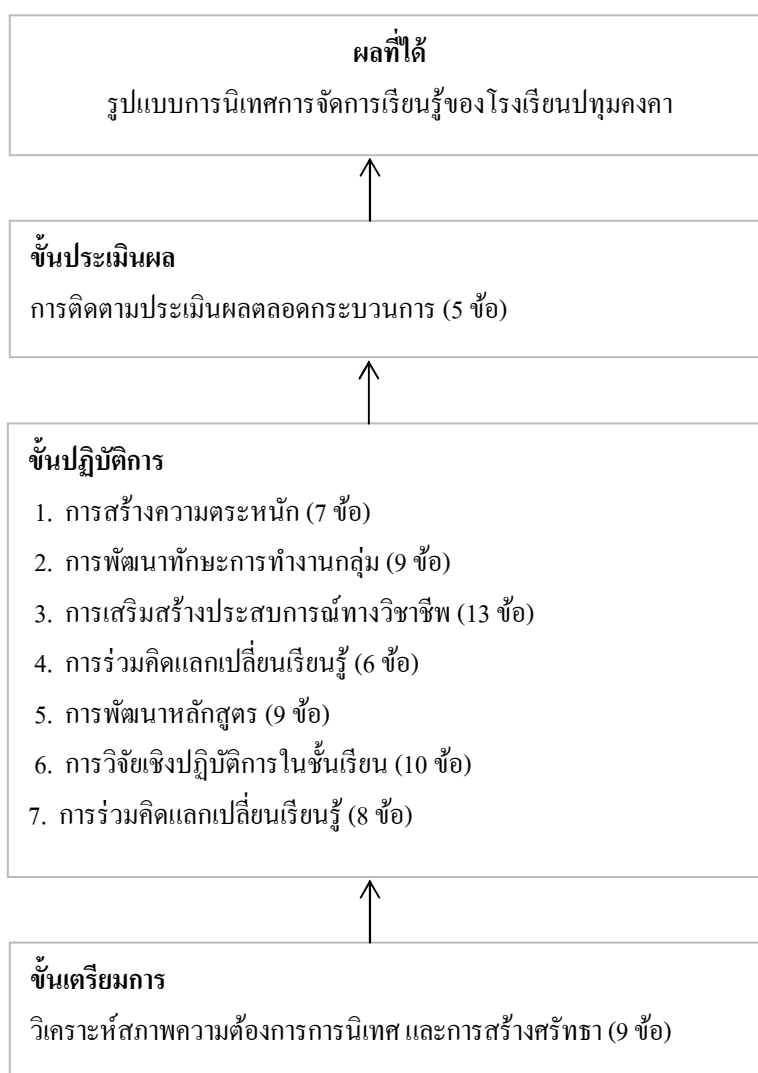 ผลที่ได้
รูปแบบการนิเทศการจัดการเรียนรู้ของโรงเรียนปทุมคงคา
ขั้นประเมินผล
การติดตามประเมินผลตลอดกระบวนการ (5 ข้อ)
ขั้นปฏิบัติการ
1. การสร้างความตระหนัก (7 ข้อ)
2. การพัฒนาทักษะการทำงานกลุ่ม (9 ข้อ)
3. การเสริมสร้างประสบการณ์ทางวิชาชีพ (13 ข้อ)
4. การร่วมคิดแลกเปลี่ยนเรียนรู้ (6 ข้อ)
5. การพัฒนาหลักสูตร (9 ข้อ)
6. การวิจัยเชิงปฏิบัติการในชั้นเรียน (10 ข้อ)
7. การร่วมคิดแลกเปลี่ยนเรียนรู้ (8 ข้อ)
ขั้นเตรียมการ
วิเคราะห์สภาพความต้องการการนิเทศ และการสร้างศรัทธา (9 ข้อ)